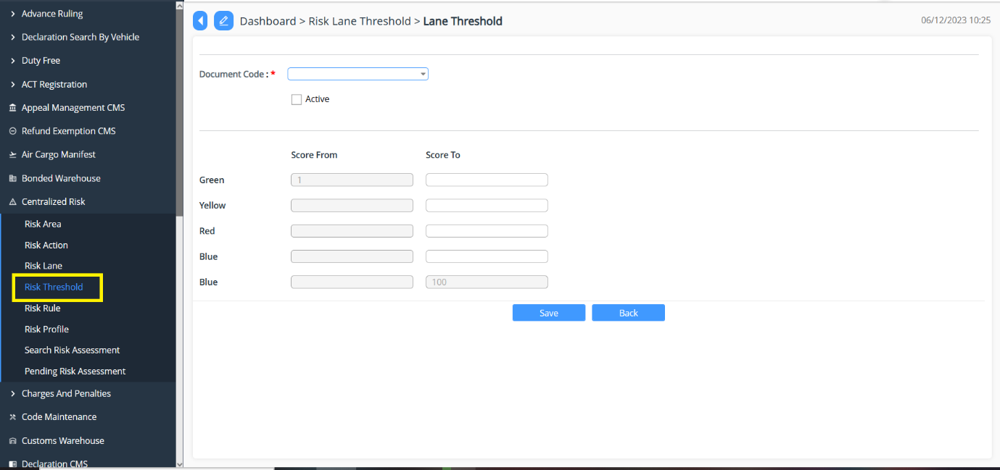 Advance Ruling
Declaration Search By Vehicle
Duty Free
ACT Registration
Appeal Management CMS
Refund Exemption CMS
Air Cargo Manifest
Bonded Warehouse
Centralized Risk
Risk Area
Risk Action
Risk Lane
Risk Threshold
Risk Rule
Risk Profile
Search Risk Assessment
Pending Risk Assessment
Charges And Penalties
Code Maintenance
Customs Warehouse
Declaration CMS
Dashboard > Risk Lane Threshold > Lane Threshold
06/12/2023 10:25
Document Code : *
Active
Score From Score To
Green 1
Yellow
Red
Blue
Blue 100
Save Back